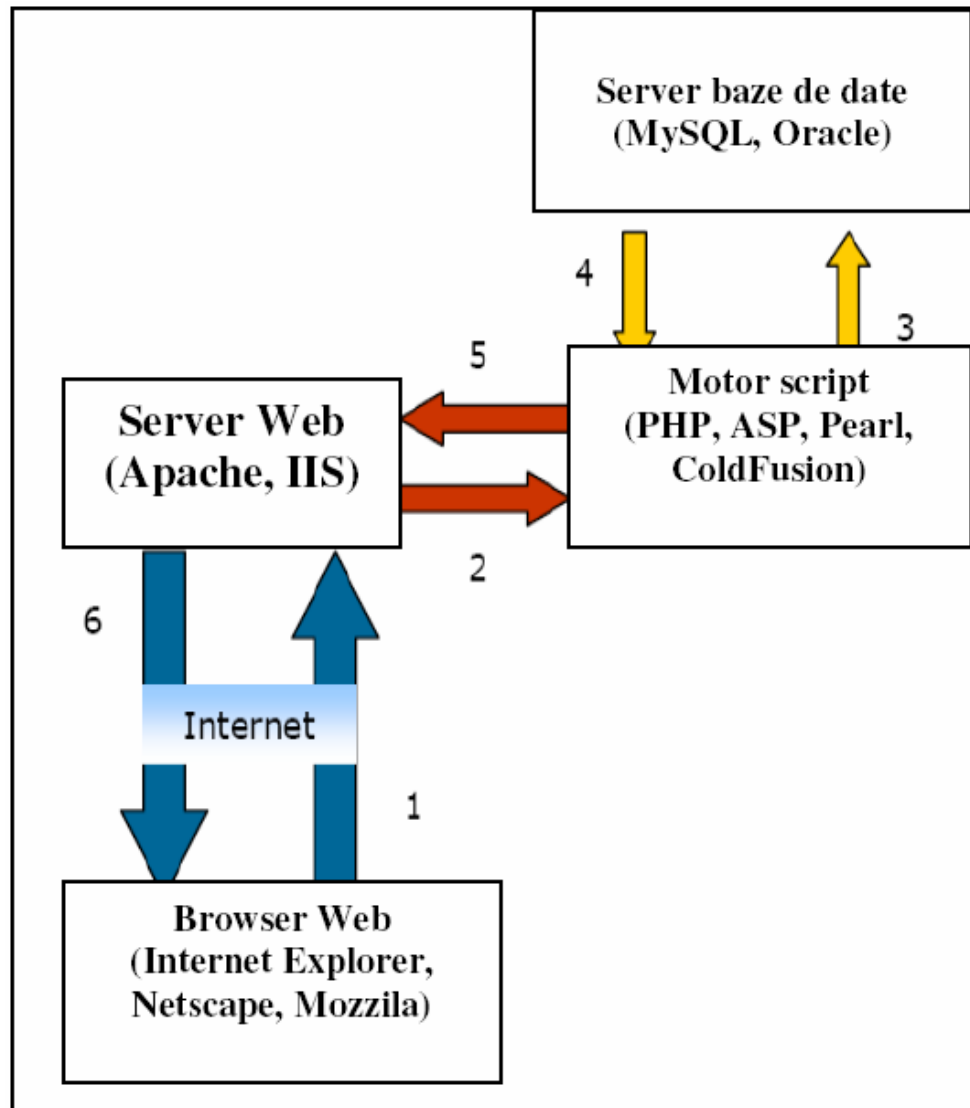 Server baze de date
(MySQL, Oracle)
4
3
5
Motor script
(PHP, ASP, Pearl,
ColdFusion)
Server Web
(Apache, IIS)
2
6
Internet
1
Browser Web
(Internet Explorer,
Netscape, Mozzila)